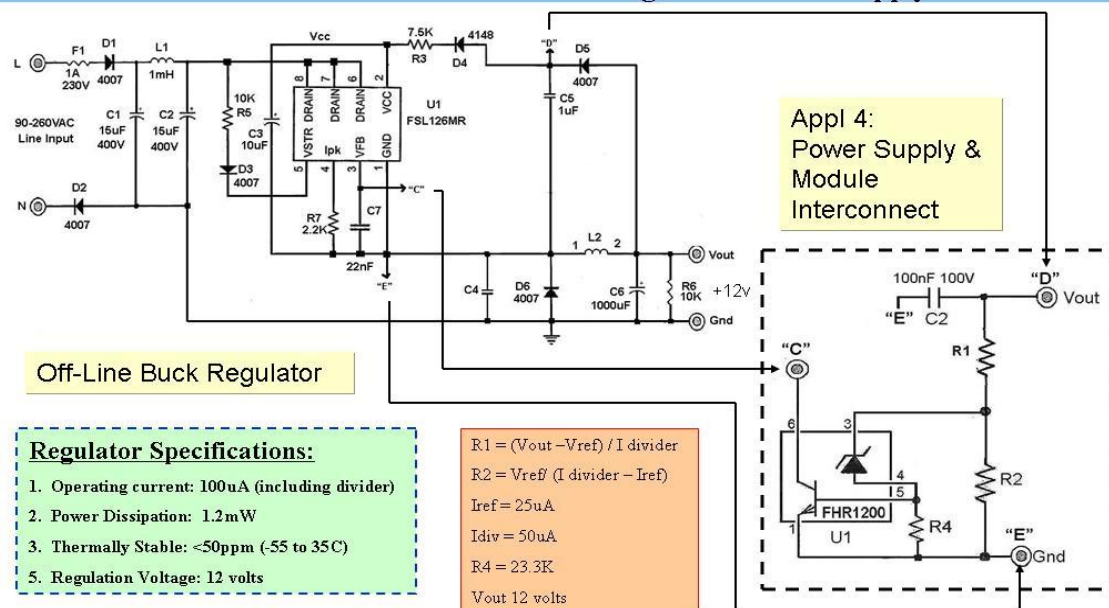 "D"
Vcc
7.5K
R3
4148
D4
D5
4007
L
F1
1A
230V
D1
4007
L1
1mH
8
7
6
2
DRAIN
DRAIN
DRAIN
VCC
U1
FSL126MR
C5
1uF
90-260VAC
Line Input
C1
15uF
400V
C2
15uF
400V
10K
R5
C3
10uF
VSTR
Ipk
VFB
GND
5
4
3
1
D3
4007
"C"
N
D2
4007
R7
2.2K
C7
22nF
"E"
1
L2
2
Vout
C4
D6
4007
C6
1000uF
R6
10K
+12v
Gnd
Appl 4:
Power Supply &
Module
Interconnect
100nF 100V
"D"
Vout
"E"
C2
R1
"C"
6
3
4
5
FHR1200
1
U1
R4
R2
"E"
Gnd
Off-Line Buck Regulator
Regulator Specifications:
1. Operating current: 100uA (including divider)
2. Power Dissipation: 1.2mW
3. Thermally Stable: <50ppm (-55 to 35C)
5. Regulation Voltage: 12 volts
R1 = (Vout –Vref) / I divider
R2 = Vref/ (I divider – Iref)
Iref = 25uA
Idiv = 50uA
R4 = 23.3K
Vout 12 volts